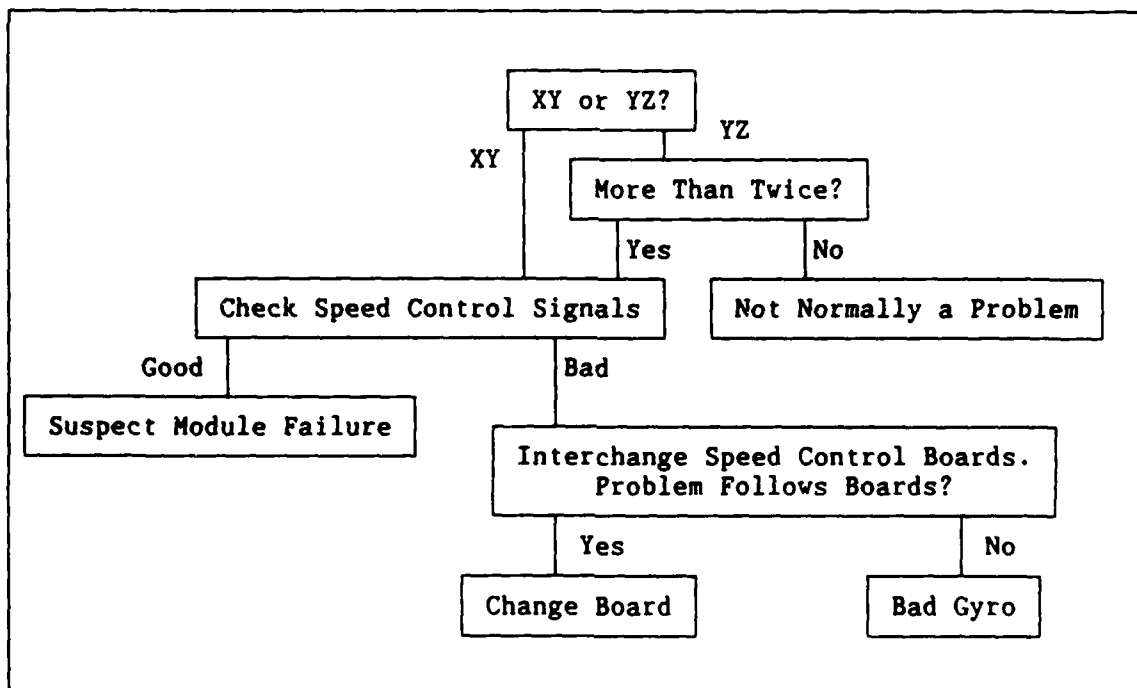 XY or YZ?
XY
YZ
More Than Twice?
Yes
No
Check Speed Control Signals
Not Normally a Problem
Good
Bad
Suspect Module Failure
Interchange Speed Control Boards.
Problem Follows Boards?
Yes
No
Change Board
Bad Gyro